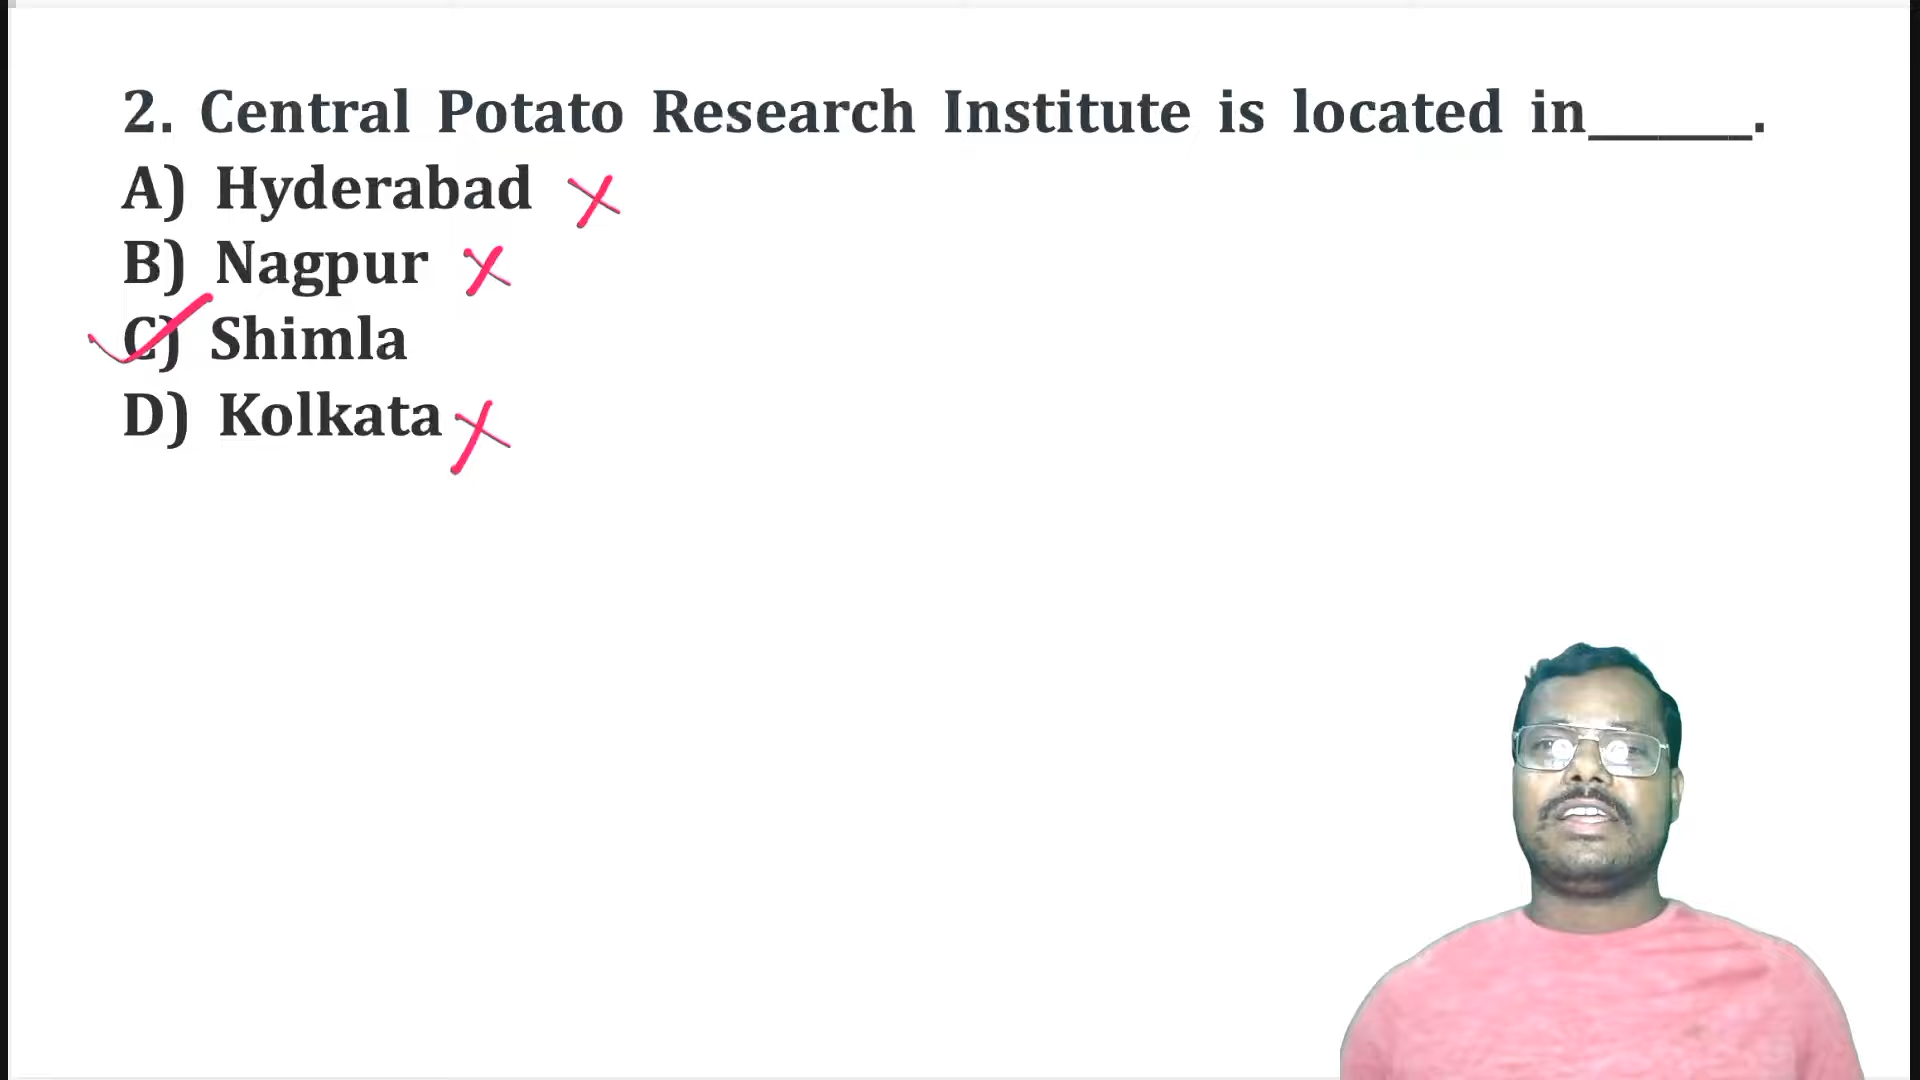 2. Central Potato Research Institute is located in______.
A) Hyderabad
B) Nagpur
C) Shimla
D) Kolkata